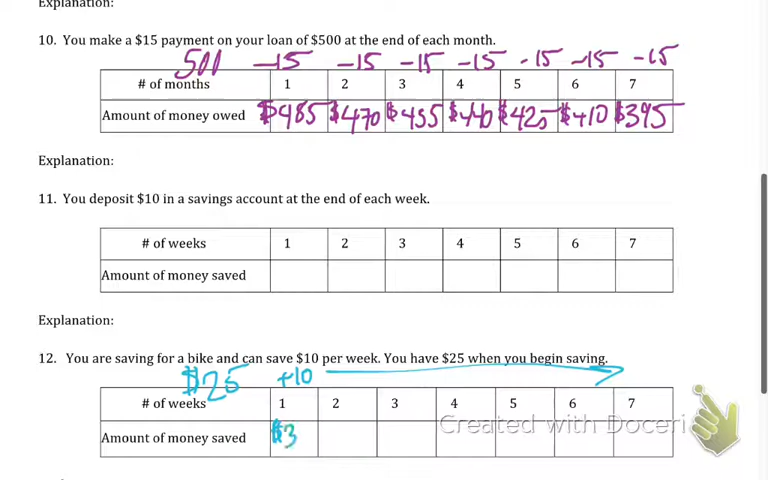 Explanation:
10. You make a $15 payment on your loan of $500 at the end of each month.
500 -15 -15 -15 -15 -15 -15 -15
# of months 1 2 3 4 5 6 7
Amount of money owed $485 $470 $455 $440 $425 $410 $395
Explanation:
11. You deposit $10 in a savings account at the end of each week.
# of weeks 1 2 3 4 5 6 7
Amount of money saved
Explanation:
12. You are saving for a bike and can save $10 per week. You have $25 when you begin saving.
$25 +10
# of weeks 1 2 3 4 5 6 7
Amount of money saved $3
Created with Doceri